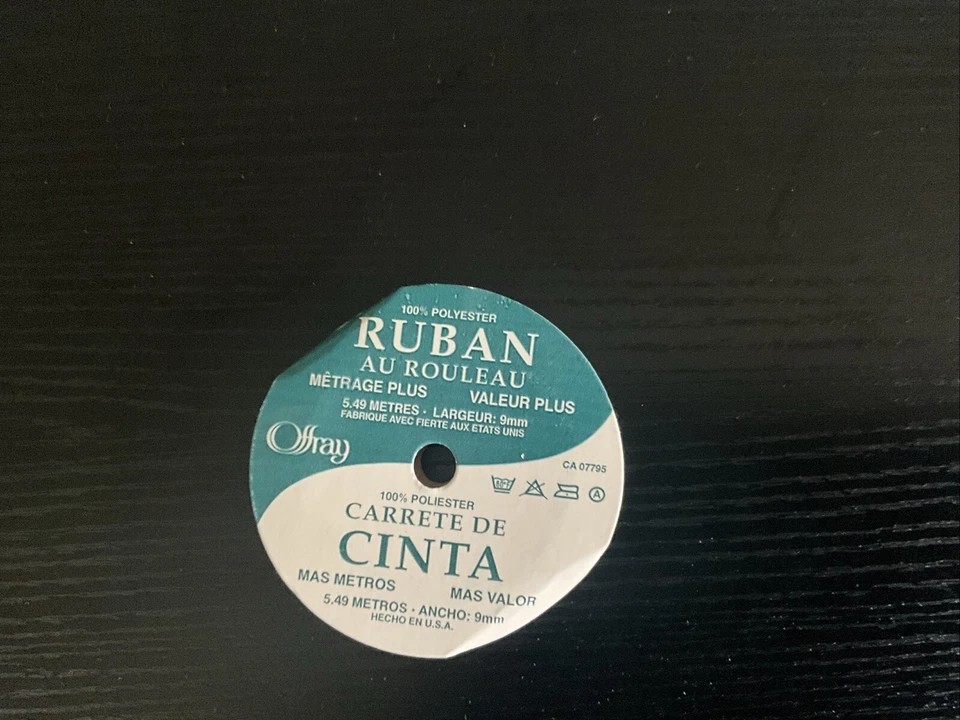 100% POLYESTER
RUBAN
AU ROULEAU
MÊTRAGE PLUS VALEUR PLUS
5.49 METRES · LARGEUR: 9mm
FABRIQUE AVEC FIERTE AUX ETATS UNIS
Offray
CA 07795
80°F
A
100% POLIESTER
CARRETE DE
CINTA
MAS METROS MAS VALOR
5.49 METROS · ANCHO: 9mm
HECHO EN U.S.A.